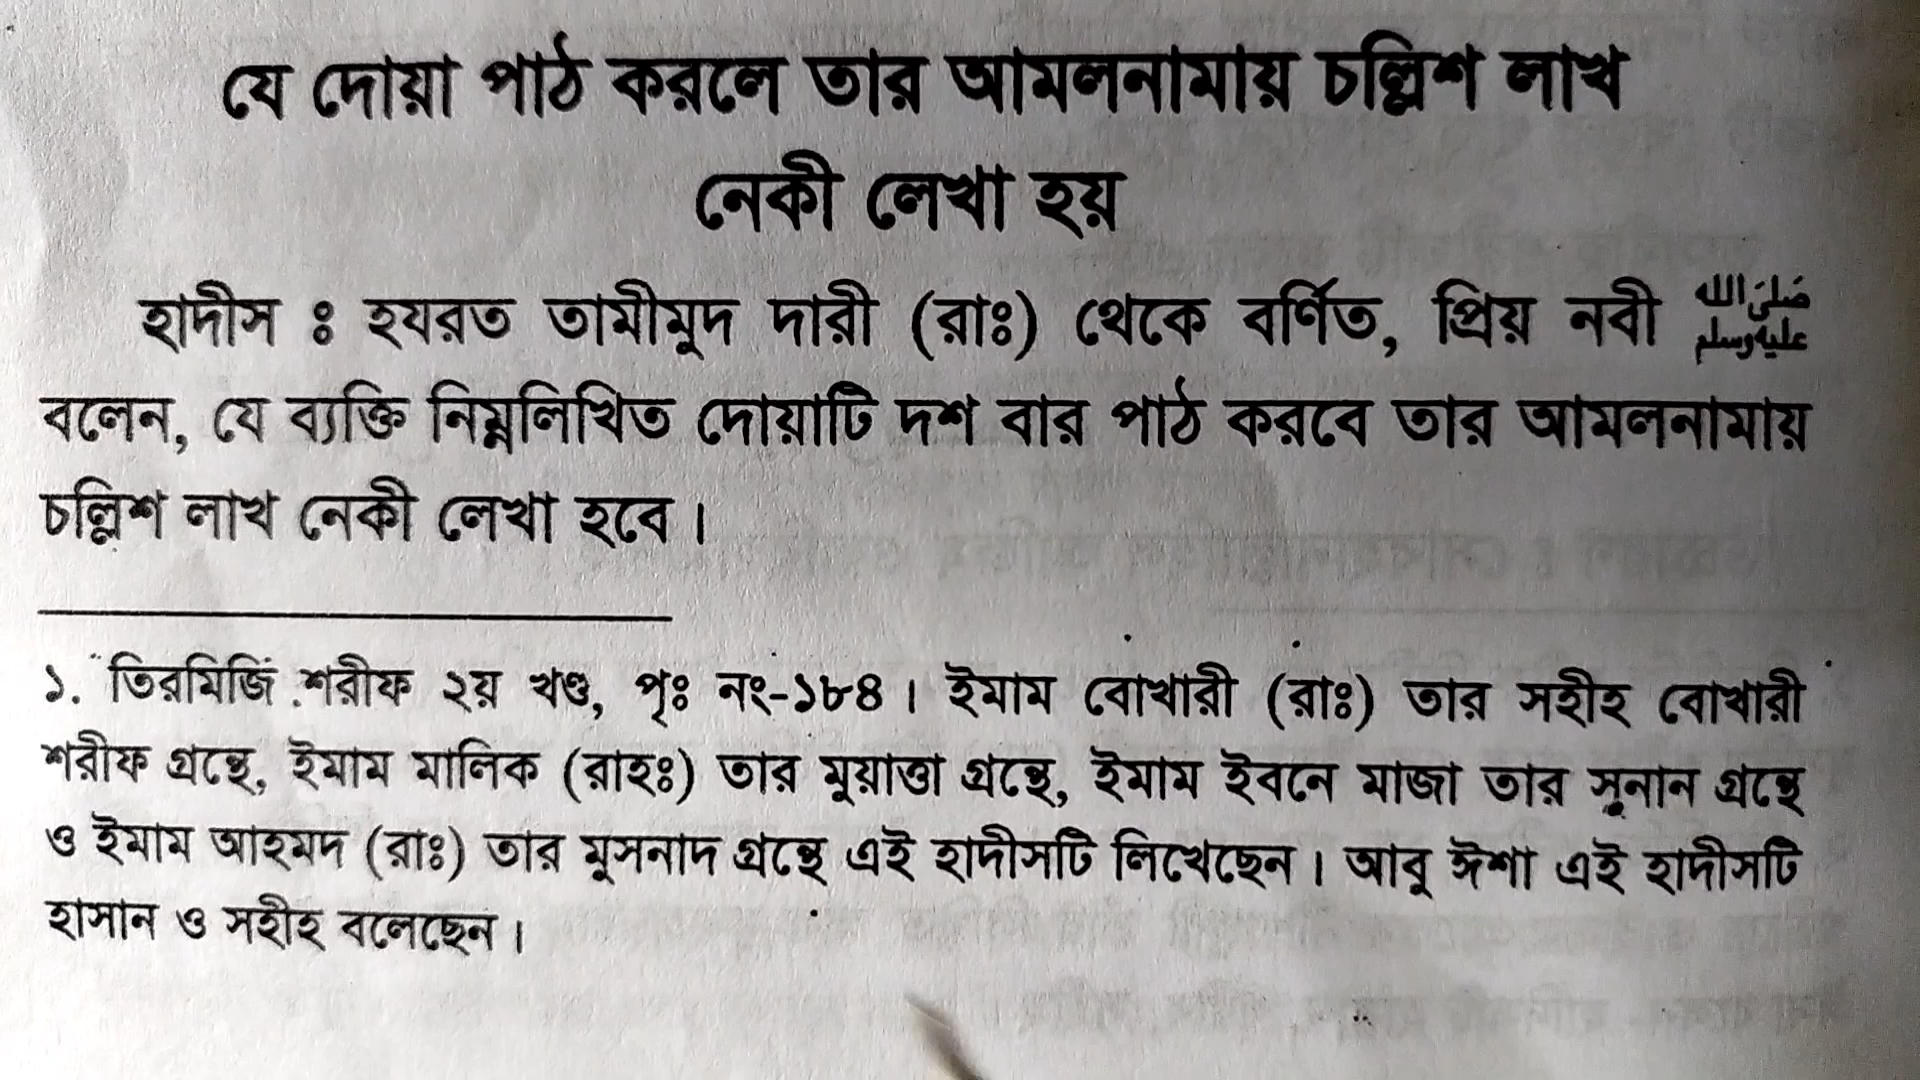 যে দোয়া পাঠ করলে তার আমলনামায় চল্লিশ লাখ
নেকী লেখা হয়
হাদীস ঃ হযরত তামীমুদ দারী (রাঃ) থেকে বর্ণিত, প্রিয় নবী صلى الله عليه وسلم
বলেন, যে ব্যক্তি নিম্নলিখিত দোয়াটি দশ বার পাঠ করবে তার আমলনামায়
চল্লিশ লাখ নেকী লেখা হবে।
১. তিরমিজি শরীফ ২য় খণ্ড, পৃঃ নং-১৮৪। ইমাম বোখারী (রাঃ) তার সহীহ বোখারী
শরীফ গ্রন্থে, ইমাম মালিক (রাহঃ) তার মুয়াত্তা গ্রন্থে, ইমাম ইবনে মাজা তার সুনান গ্রন্থে
ও ইমাম আহমদ (রাঃ) তার মুসনাদ গ্রন্থে এই হাদীসটি লিখেছেন। আবু ঈশা এই হাদীসটি
হাসান ও সহীহ বলেছেন।